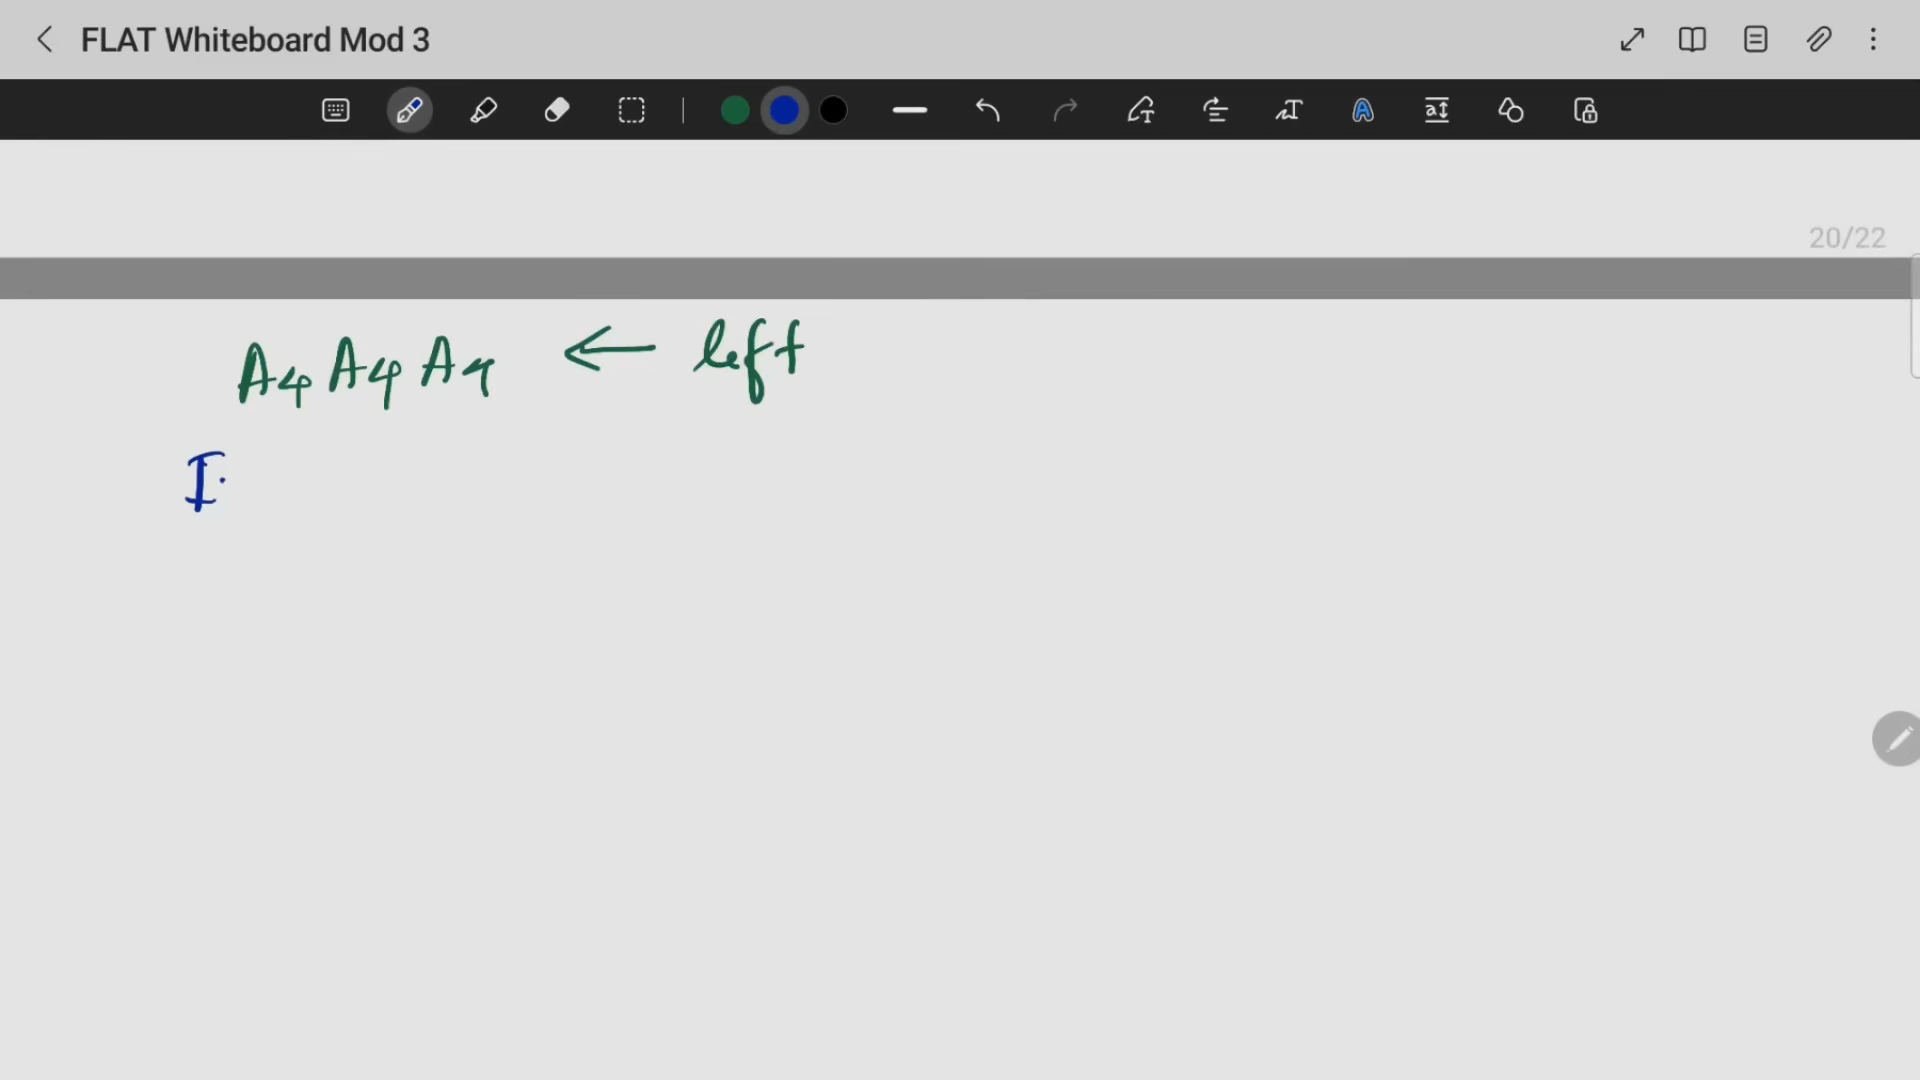 FLAT Whiteboard Mod 3
20/22
A₄ A₄ A₄ ← left
I.